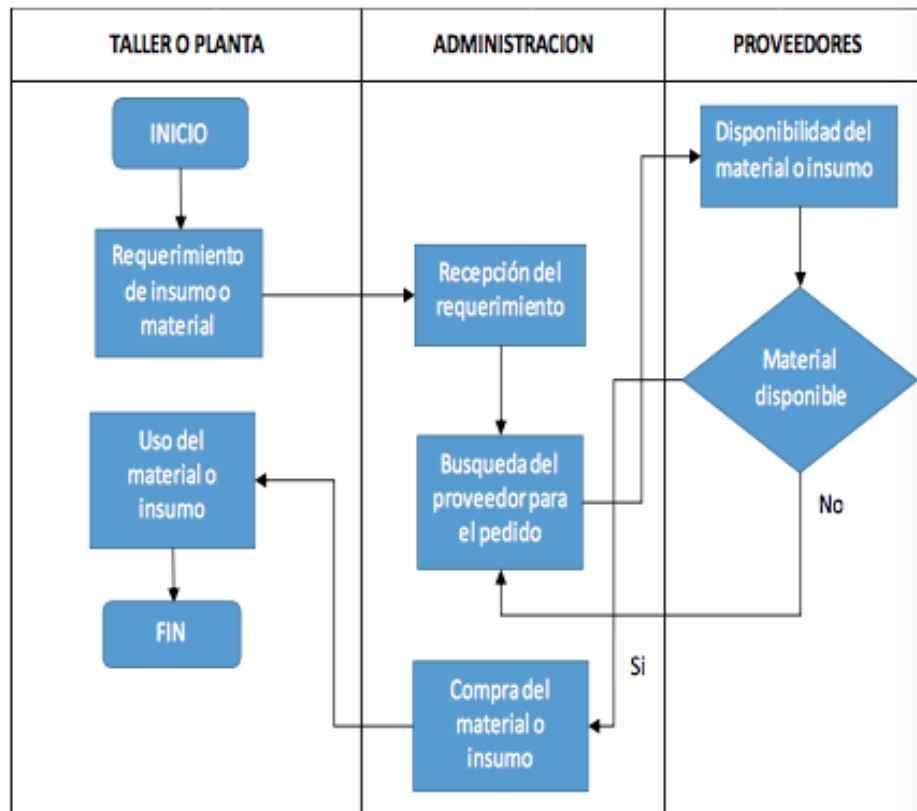 TALLER O PLANTA
ADMINISTRACION
PROVEEDORES
INICIO
Disponibilidad del
material o insumo
Requerimiento
de insumo o
material
Recepción del
requerimiento
Material
disponible
Uso del
material o
insumo
Busqueda del
proveedor para
el pedido
No
FIN
Si
Compra del
material o
insumo